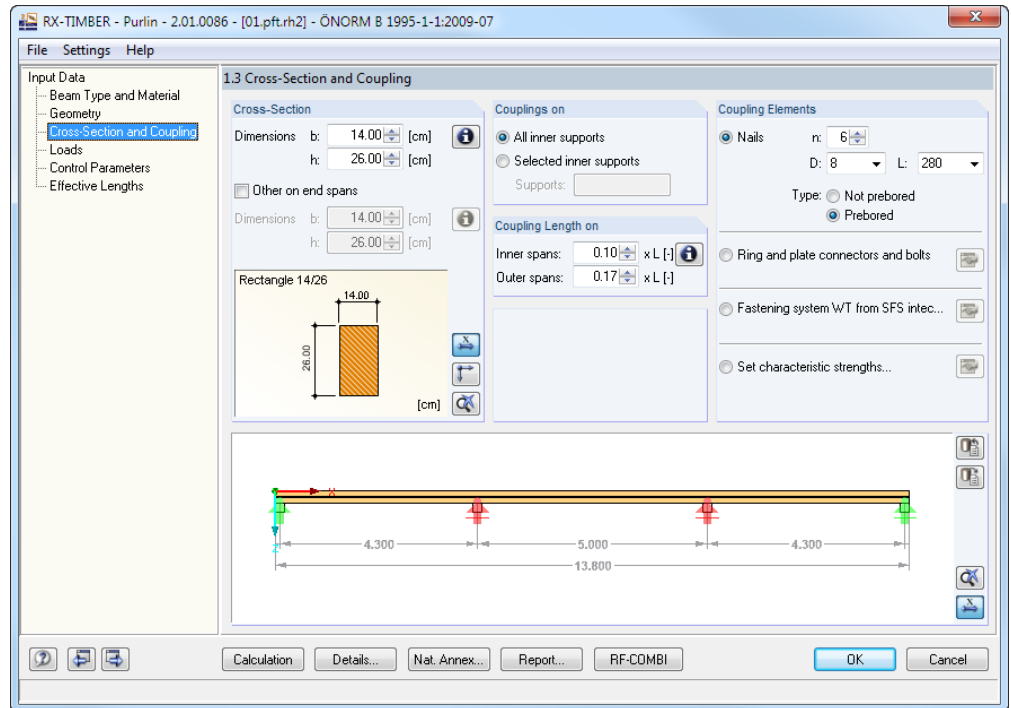 RX-TIMBER - Purlin - 2.01.0086 - [01.pft.rh2] - ÖNORM B 1995-1-1:2009-07
File Settings Help
Input Data
Beam Type and Material
Geometry
Cross-Section and Coupling
Loads
Control Parameters
Effective Lengths
1.3 Cross-Section and Coupling
Cross-Section
Dimensions b: 14.00 [cm]
h: 26.00 [cm]
Other on end spans
Dimensions b: 14.00 [cm]
h: 26.00 [cm]
Rectangle 14/26
14.00
26.00
[cm]
Couplings on
All inner supports
Selected inner supports
Supports:
Coupling Length on
Inner spans: 0.10 x L [-]
Outer spans: 0.17 x L [-]
Coupling Elements
Nails n: 6
D: 8 L: 280
Type: Not prebored
Prebored
Ring and plate connectors and bolts
Fastening system WT from SFS intec...
Set characteristic strengths...
X
Z
4.300 5.000 4.300
13.800
Calculation Details... Nat. Annex... Report... RF-COMBI OK Cancel